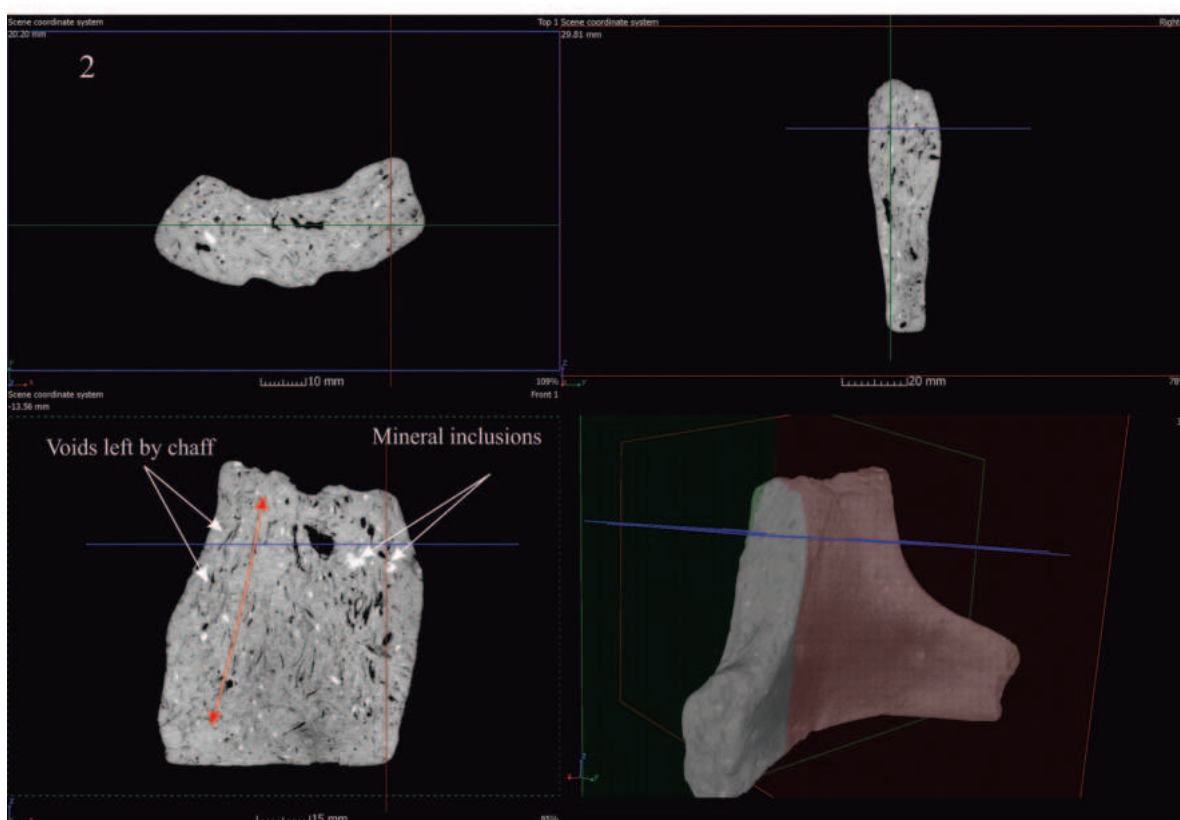 Scene coordinate system
Top 1
20.20 mm
2
10 mm
109%
Scene coordinate system
Right
29.81 mm
20 mm
78%
Scene coordinate system
Front 1
-13.56 mm
Voids left by chaff
Mineral inclusions
15 mm
85%